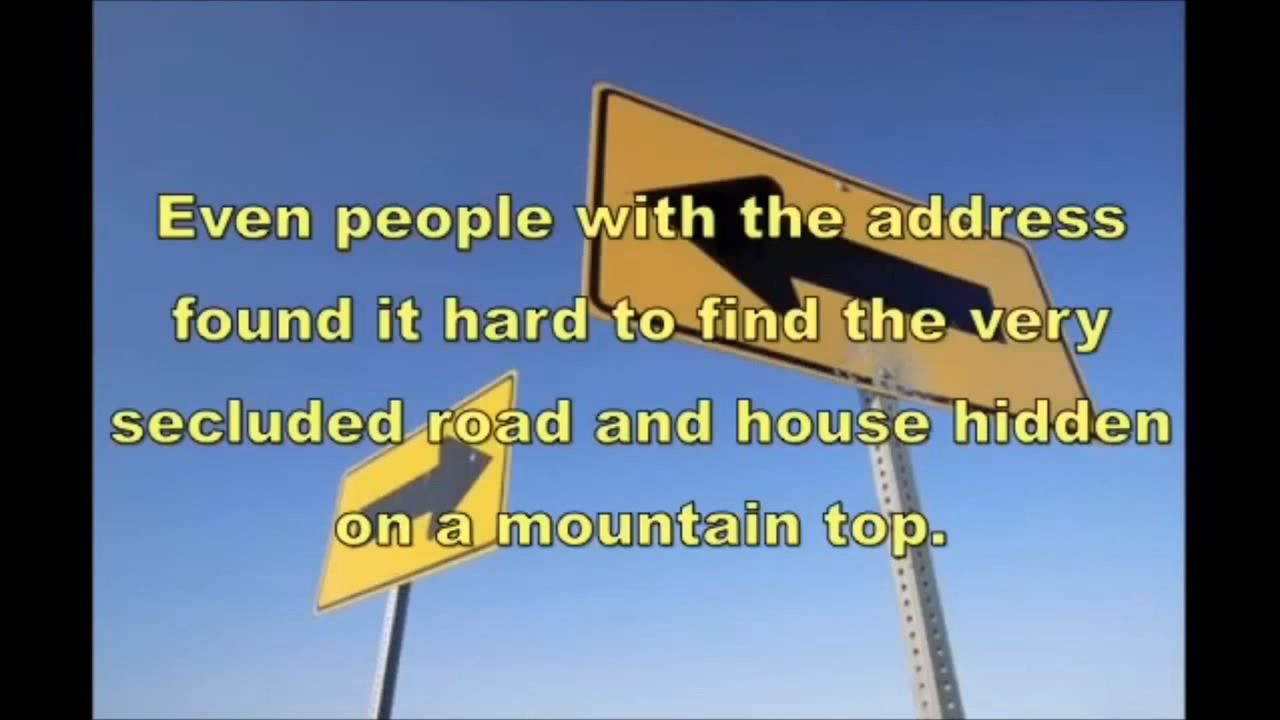 Even people with the address
found it hard to find the very
secluded road and house hidden
on a mountain top.